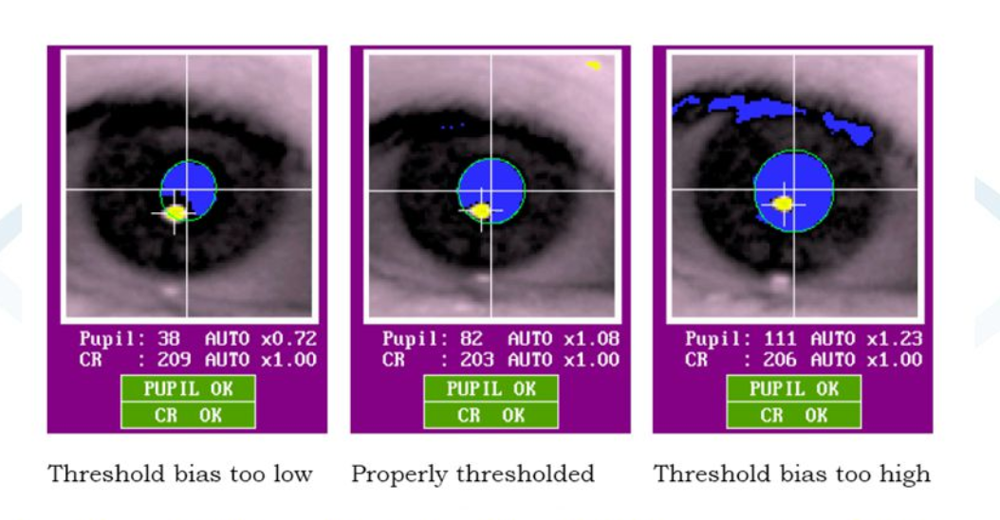 Pupil: 38 AUTO x0.72
CR : 209 AUTO x1.00
PUPIL OK
CR OK
Threshold bias too low
Pupil: 82 AUTO x1.08
CR : 203 AUTO x1.00
PUPIL OK
CR OK
Properly thresholded
Pupil: 111 AUTO x1.23
CR : 206 AUTO x1.00
PUPIL OK
CR OK
Threshold bias too high